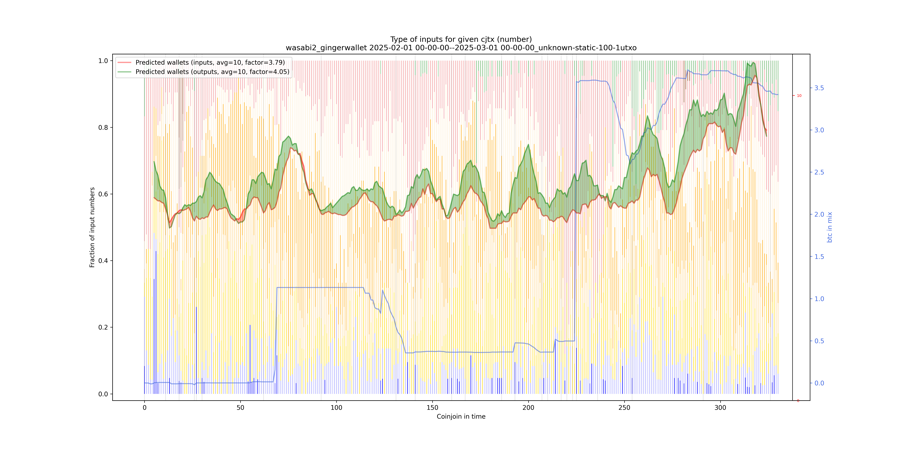 Type of inputs for given cjtx (number)
wasabi2_gingerwallet 2025-02-01 00-00-00--2025-03-01 00-00-00_unknown-static-100-1utxo
Predicted wallets (inputs, avg=10, factor=3.79)
Predicted wallets (outputs, avg=10, factor=4.05)
1.0
0.8
0.6
0.4
0.2
0.0
Fraction of input numbers
0 50 100 150 200 250 300
Coinjoin in time
3.5
3.0
2.5
2.0
1.5
1.0
0.5
0.0
btc in mix